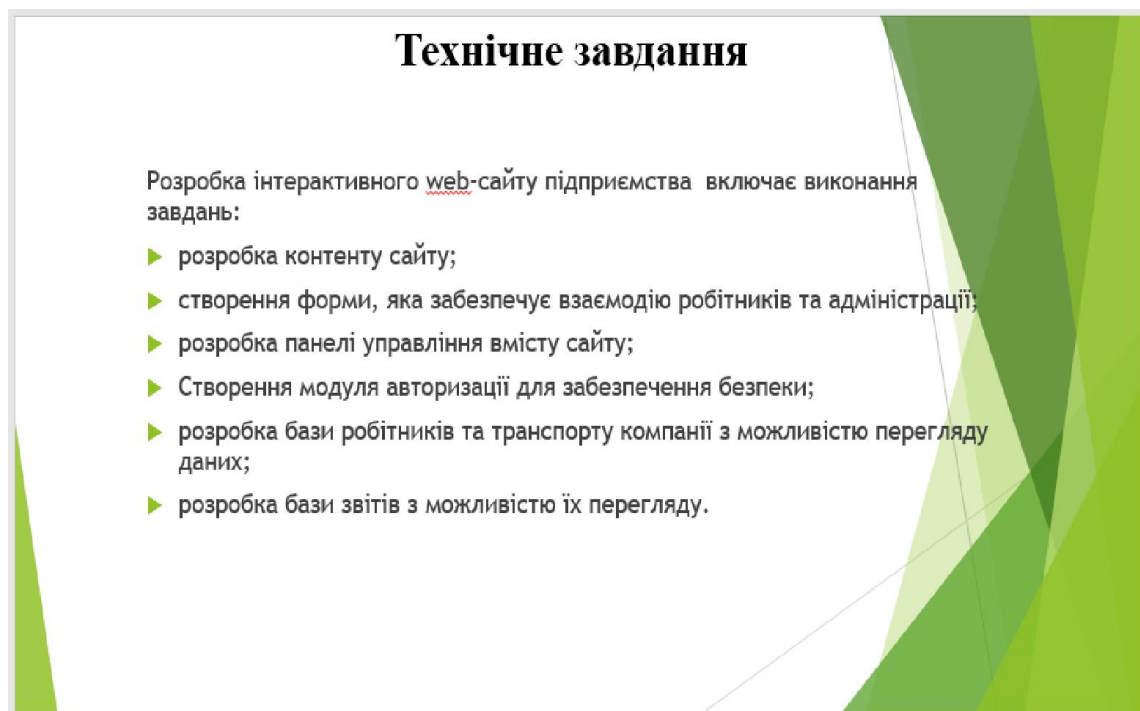 Технічне завдання
Розробка інтерактивного web-сайту підприємства включає виконання
завдань:
розробка контенту сайту;
створення форми, яка забезпечує взаємодію робітників та адміністрації;
розробка панелі управління вмісту сайту;
Створення модуля авторизації для забезпечення безпеки;
розробка бази робітників та транспорту компанії з можливістю перегляду
даних;
розробка бази звітів з можливістю їх перегляду.